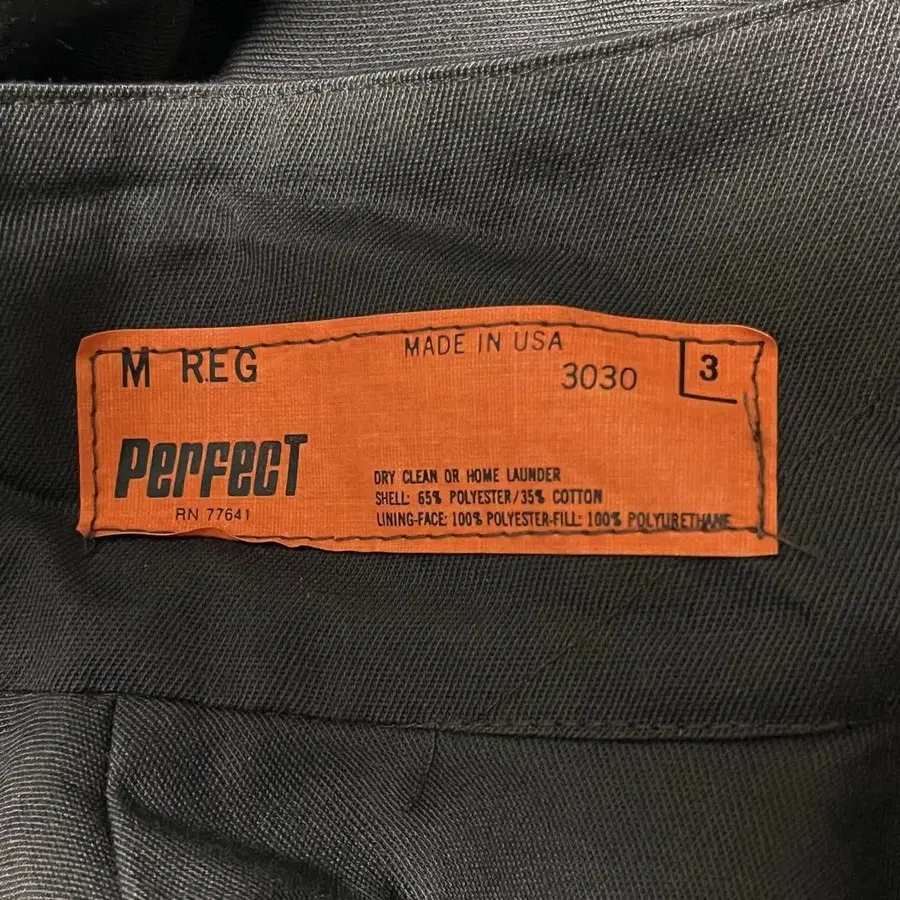 M REG
MADE IN USA
3030
3
PerfecT
RN 77641
DRY CLEAN OR HOME LAUNDER
SHELL: 65% POLYESTER/35% COTTON
LINING-FACE: 100% POLYESTER-FILL: 100% POLYURETHANE